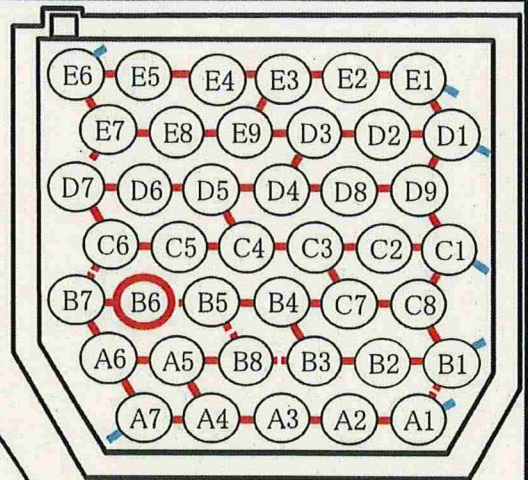 E6 E5 E4 E3 E2 E1
E7 E8 E9 D3 D2 D1
D7 D6 D5 D4 D8 D9
C6 C5 C4 C3 C2 C1
B7 B6 B5 B4 C7 C8
A6 A5 B8 B3 B2 B1
A7 A4 A3 A2 A1